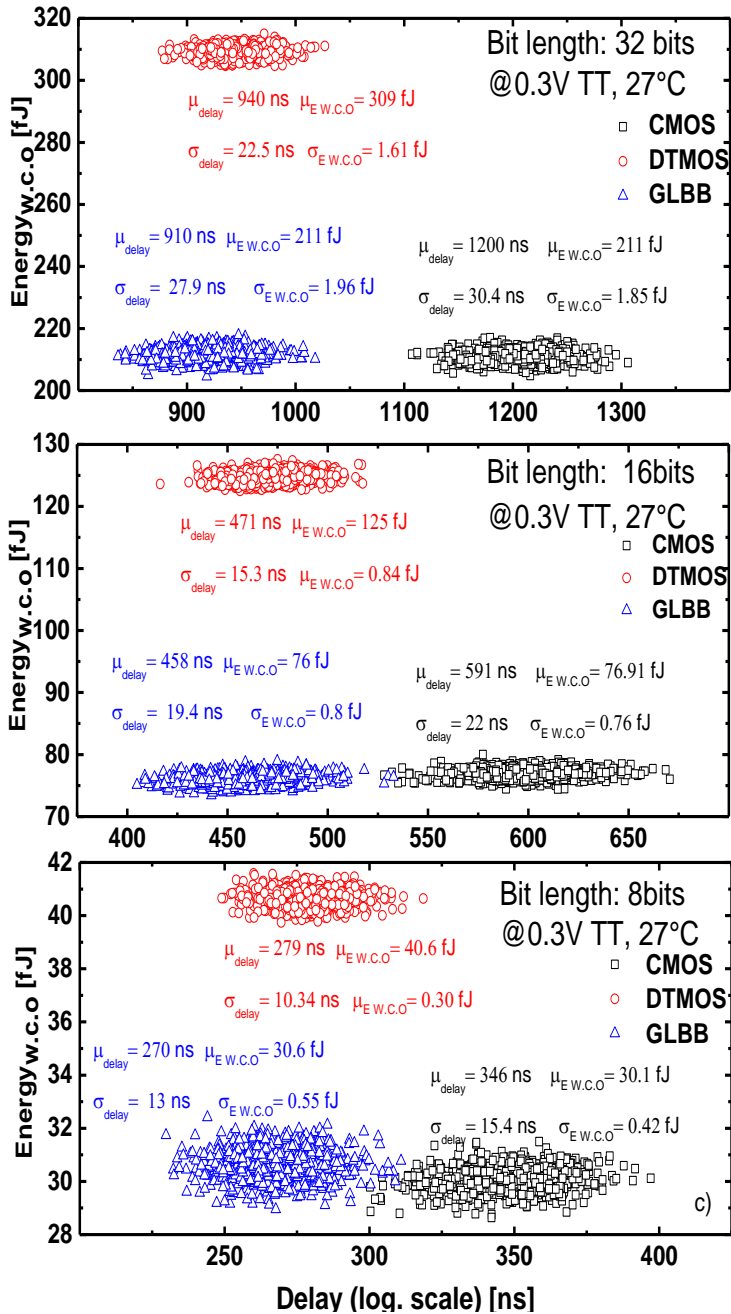 320
Bit length: 32 bits
@0.3V TT, 27°C
CMOS
DTMOS
GLBB
300
μdelay= 940 ns μE W.C.O= 309 fJ
σdelay= 22.5 ns σE W.C.O= 1.61 fJ
280
260
μdelay= 910 ns μE W.C.O= 211 fJ
μdelay= 1200 ns μE W.C.O= 211 fJ
240
σdelay= 27.9 ns σE W.C.O= 1.96 fJ
σdelay= 30.4 ns σE W.C.O= 1.85 fJ
220
200
Energyw.c.o [fJ]
900 1000 1100 1200 1300
130
Bit length: 16bits
@0.3V TT, 27°C
CMOS
DTMOS
GLBB
120
μdelay= 471 ns μE W.C.O= 125 fJ
σdelay= 15.3 ns μE W.C.O= 0.84 fJ
110
100
μdelay= 458 ns μE W.C.O= 76 fJ
μdelay= 591 ns μE W.C.O= 76.91 fJ
90
σdelay= 19.4 ns σE W.C.O= 0.8 fJ
σdelay= 22 ns σE W.C.O= 0.76 fJ
80
70
Energyw.c.o [fJ]
400 450 500 550 600 650
42
Bit length: 8bits
@0.3V TT, 27°C
CMOS
DTMOS
GLBB
40
μdelay= 279 ns μE W.C.O= 40.6 fJ
38
σdelay= 10.34 ns μE W.C.O= 0.30 fJ
36
μdelay= 270 ns μE W.C.O= 30.6 fJ
μdelay= 346 ns μE W.C.O= 30.1 fJ
34
σdelay= 13 ns σE W.C.O= 0.55 fJ
σdelay= 15.4 ns σE W.C.O= 0.42 fJ
32
30
28
c)
Energyw.c.o [fJ]
250 300 350 400
Delay (log. scale) [ns]